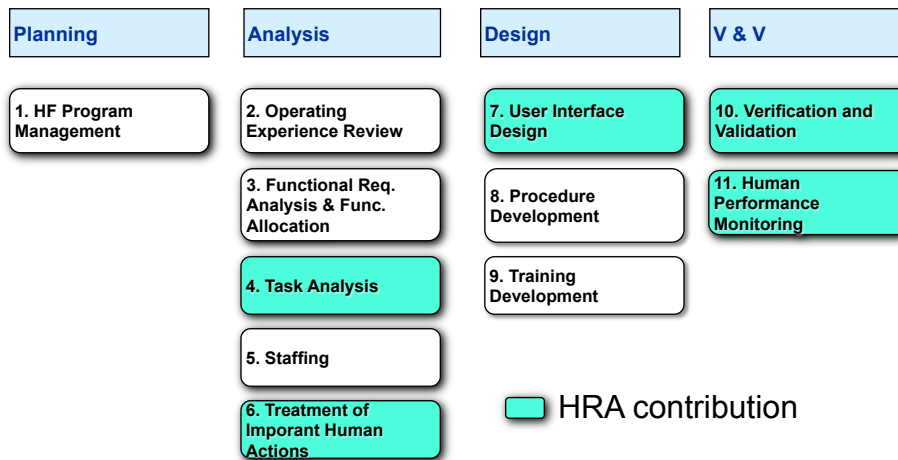 Planning
Analysis
Design
V & V
1. HF Program
Management
2. Operating
Experience Review
3. Functional Req.
Analysis & Func.
Allocation
4. Task Analysis
5. Staffing
6. Treatment of
Imporant Human
Actions
7. User Interface
Design
8. Procedure
Development
9. Training
Development
10. Verification and
Validation
11. Human
Performance
Monitoring
HRA contribution